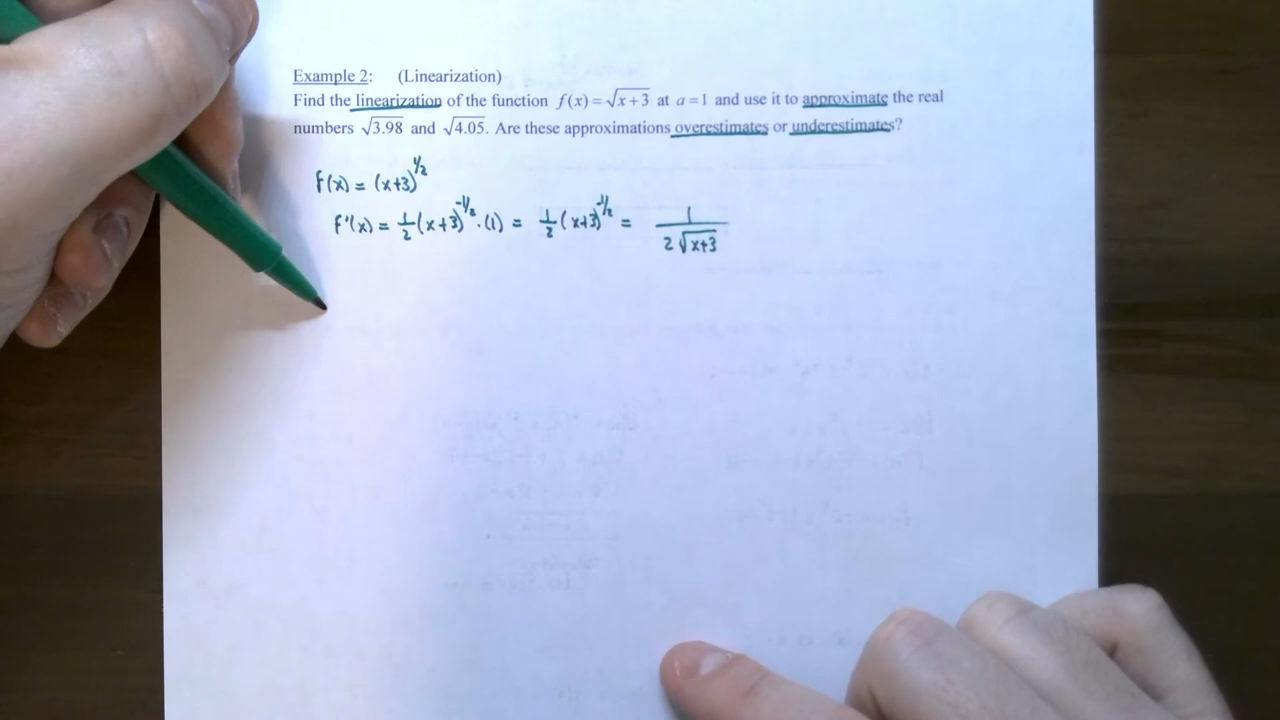 Example 2: (Linearization)
Find the linearization of the function f(x) = √x+3 at a = 1 and use it to approximate the real
numbers √3.98 and √4.05. Are these approximations overestimates or underestimates?
f(x) = (x+3)^1/2
f'(x) = 1/2 (x+3)^-1/2 · (1) = 1/2 (x+3)^-1/2 = 1/(2√x+3)